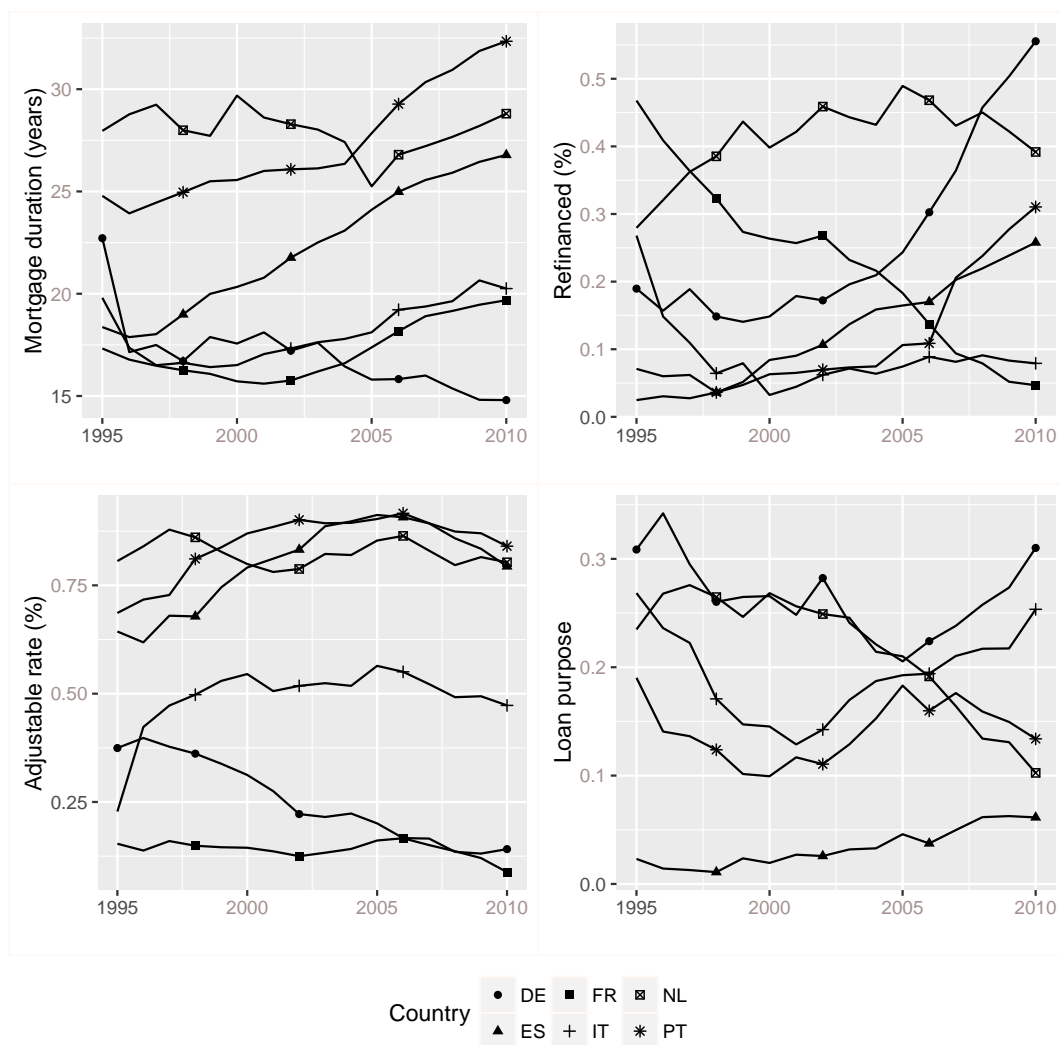 Mortgage duration (years)
30
25
20
15
1995 2000 2005 2010
Refinanced (%)
0.5
0.4
0.3
0.2
0.1
0.0
1995 2000 2005 2010
Adjustable rate (%)
0.75
0.50
0.25
1995 2000 2005 2010
Loan purpose
0.3
0.2
0.1
0.0
1995 2000 2005 2010
Country
DE FR NL
ES IT PT